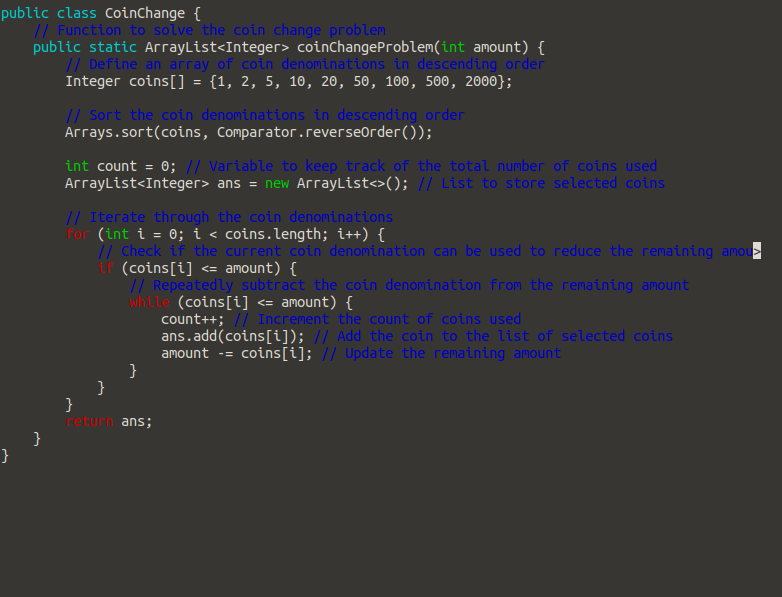 public class CoinChange {
    // Function to solve the coin change problem
    public static ArrayList<Integer> coinChangeProblem(int amount) {
        // Define an array of coin denominations in descending order
        Integer coins[] = {1, 2, 5, 10, 20, 50, 100, 500, 2000};

        // Sort the coin denominations in descending order
        Arrays.sort(coins, Comparator.reverseOrder());

        int count = 0; // Variable to keep track of the total number of coins used
        ArrayList<Integer> ans = new ArrayList<>(); // List to store selected coins

        // Iterate through the coin denominations
        for (int i = 0; i < coins.length; i++) {
            // Check if the current coin denomination can be used to reduce the remaining amou>
            if (coins[i] <= amount) {
                // Repeatedly subtract the coin denomination from the remaining amount
                while (coins[i] <= amount) {
                    count++; // Increment the count of coins used
                    ans.add(coins[i]); // Add the coin to the list of selected coins
                    amount -= coins[i]; // Update the remaining amount
                }
            }
        }
        return ans;
    }
}